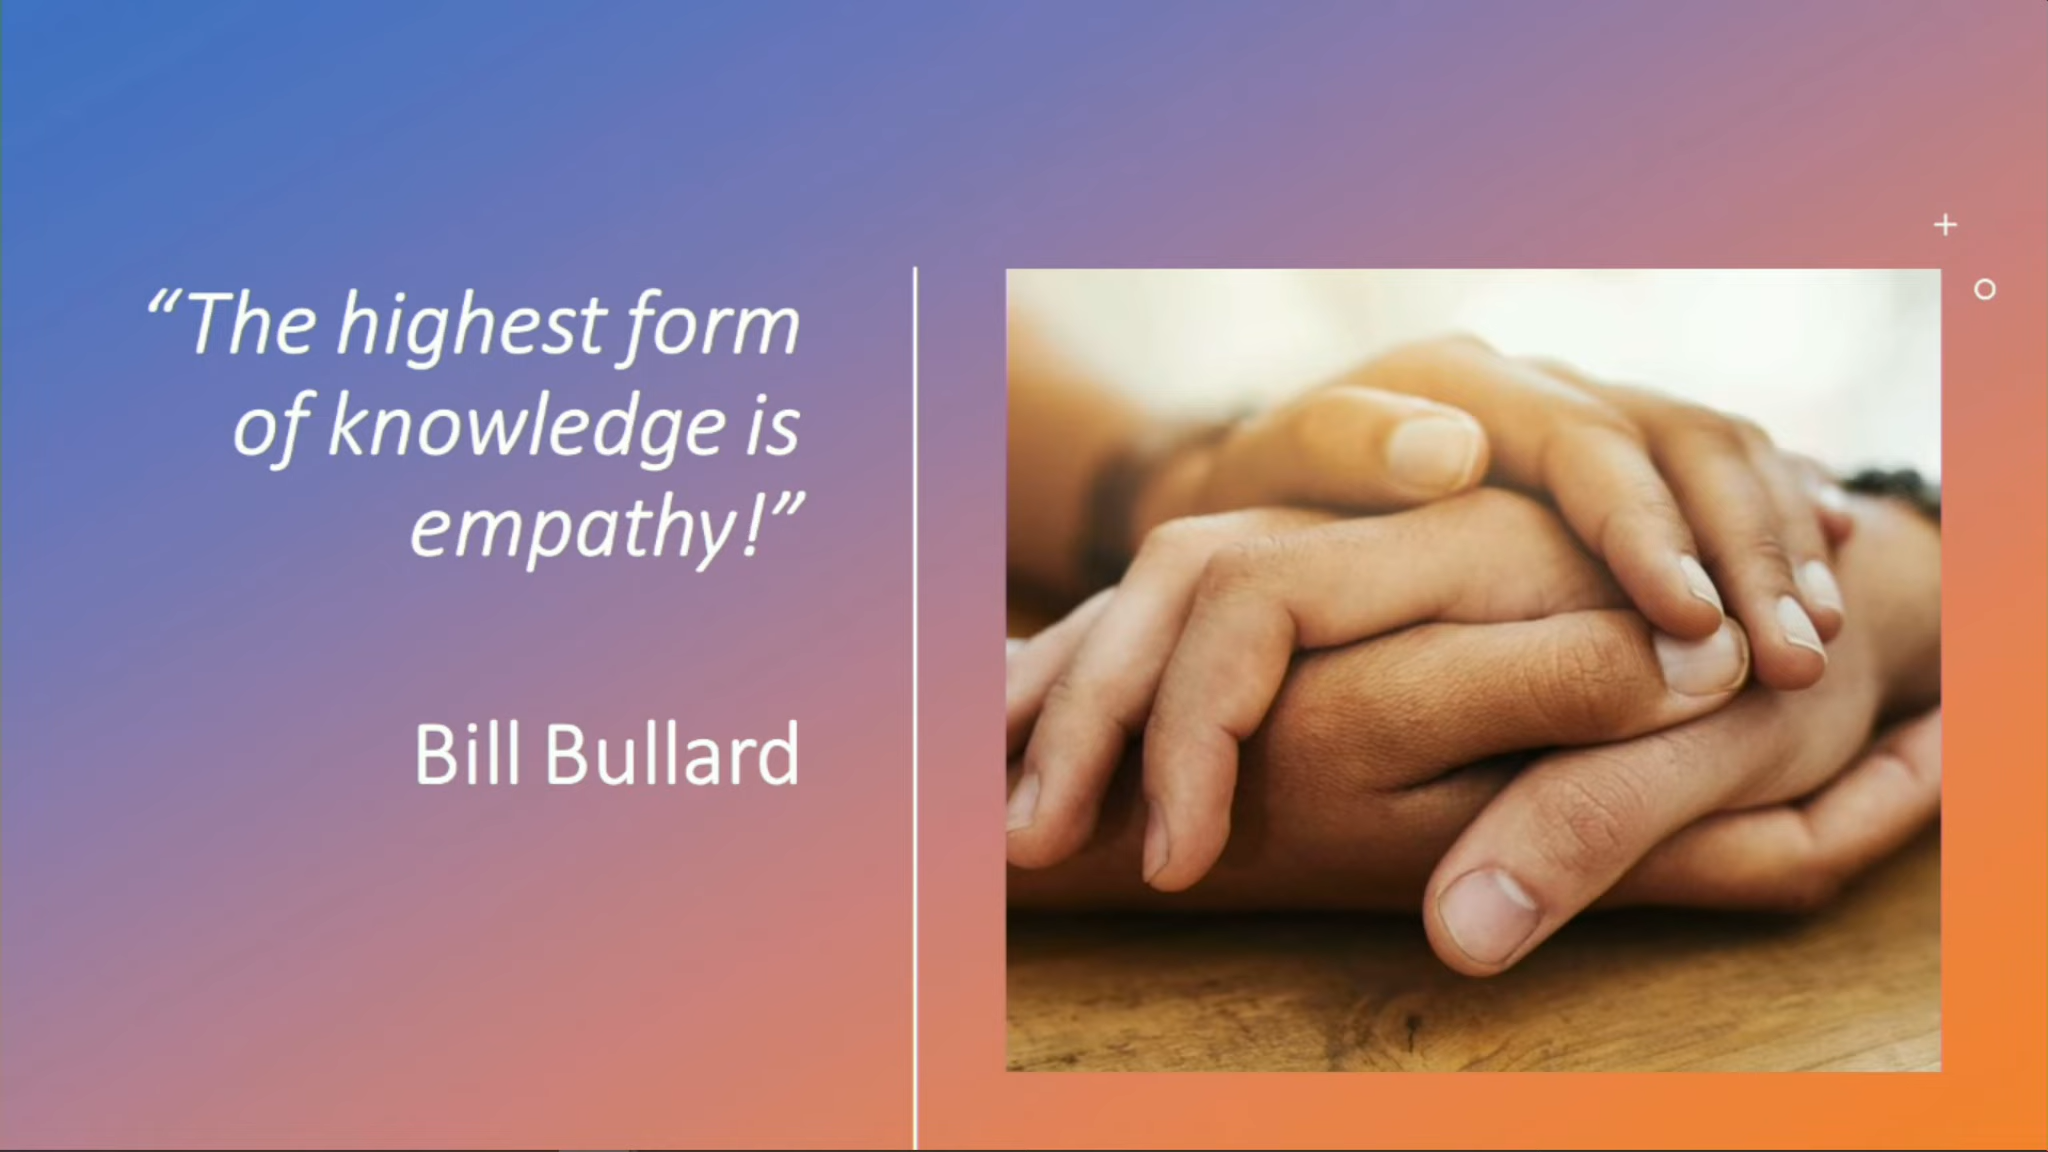 “The highest form
of knowledge is
empathy!”
Bill Bullard